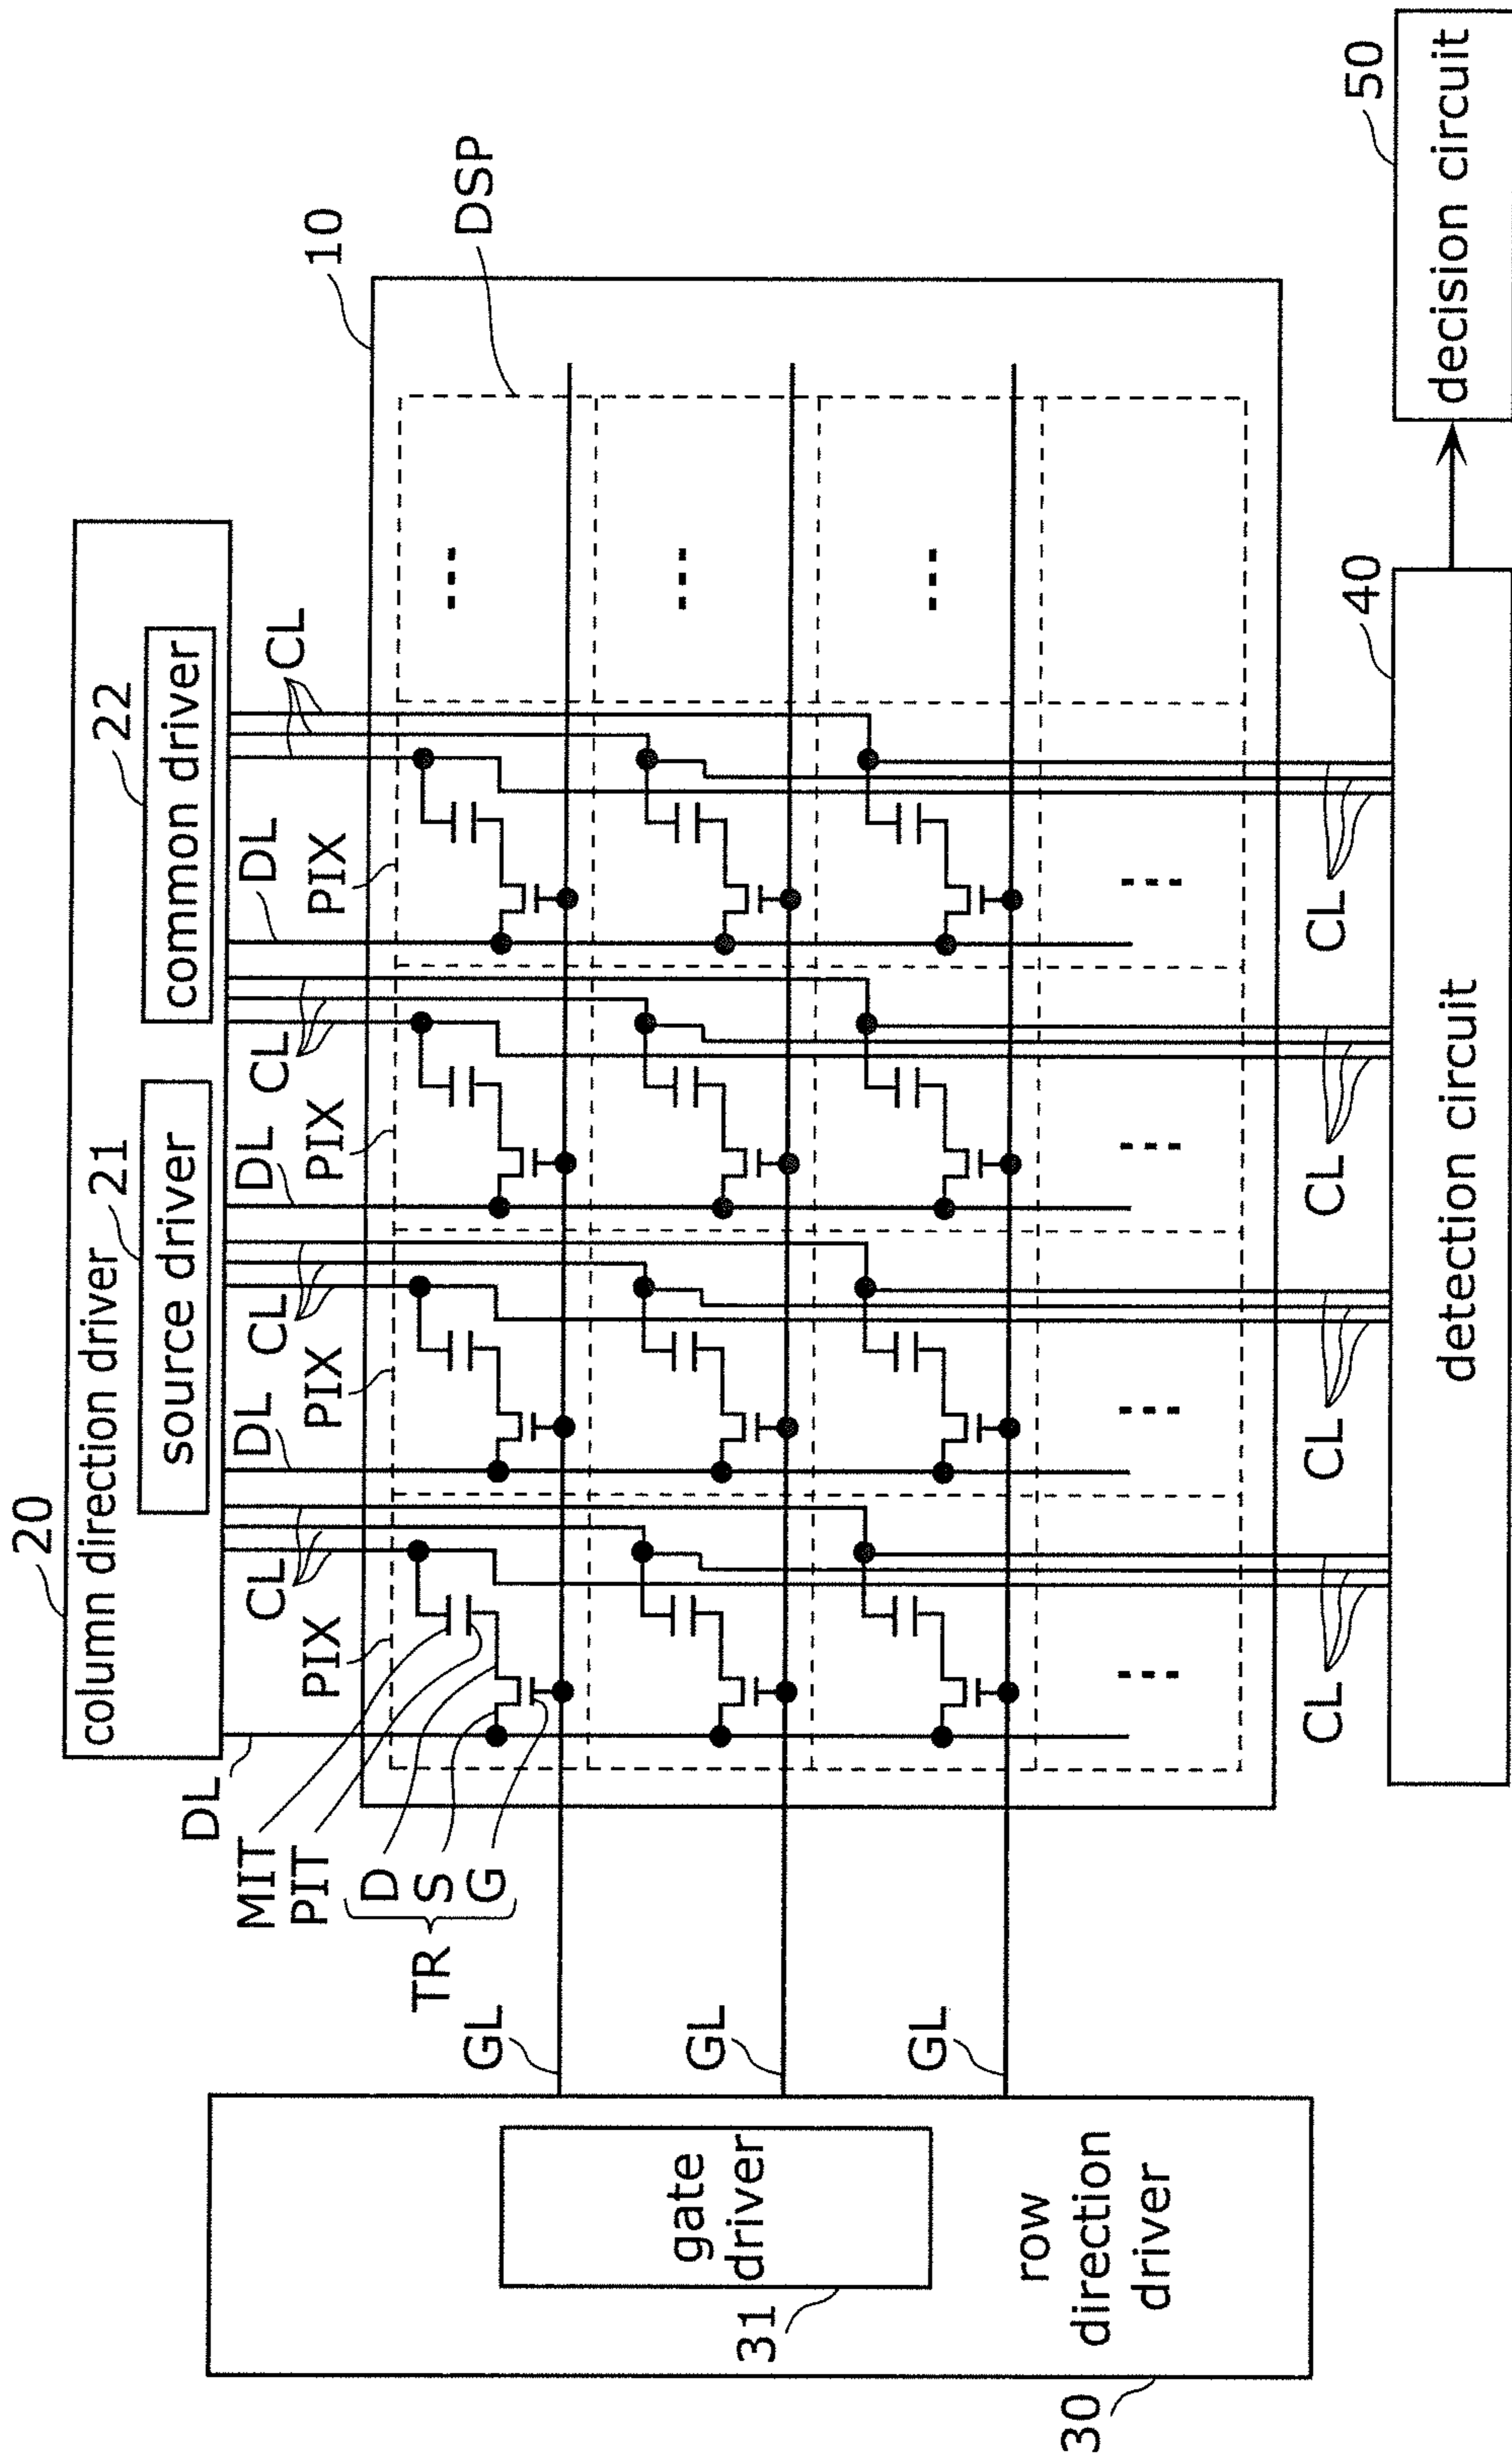 20
column direction driver
21
source driver
22
common driver
DL
CL
DL
CL
DL
CL
DL
CL
10
DSP
PIX
PIX
PIX
PIX
MIT
PIT
D
S
G
TR
GL
GL
GL
gate
driver
31
row
direction
driver
30
CL
CL
CL
CL
40
detection circuit
50
decision circuit